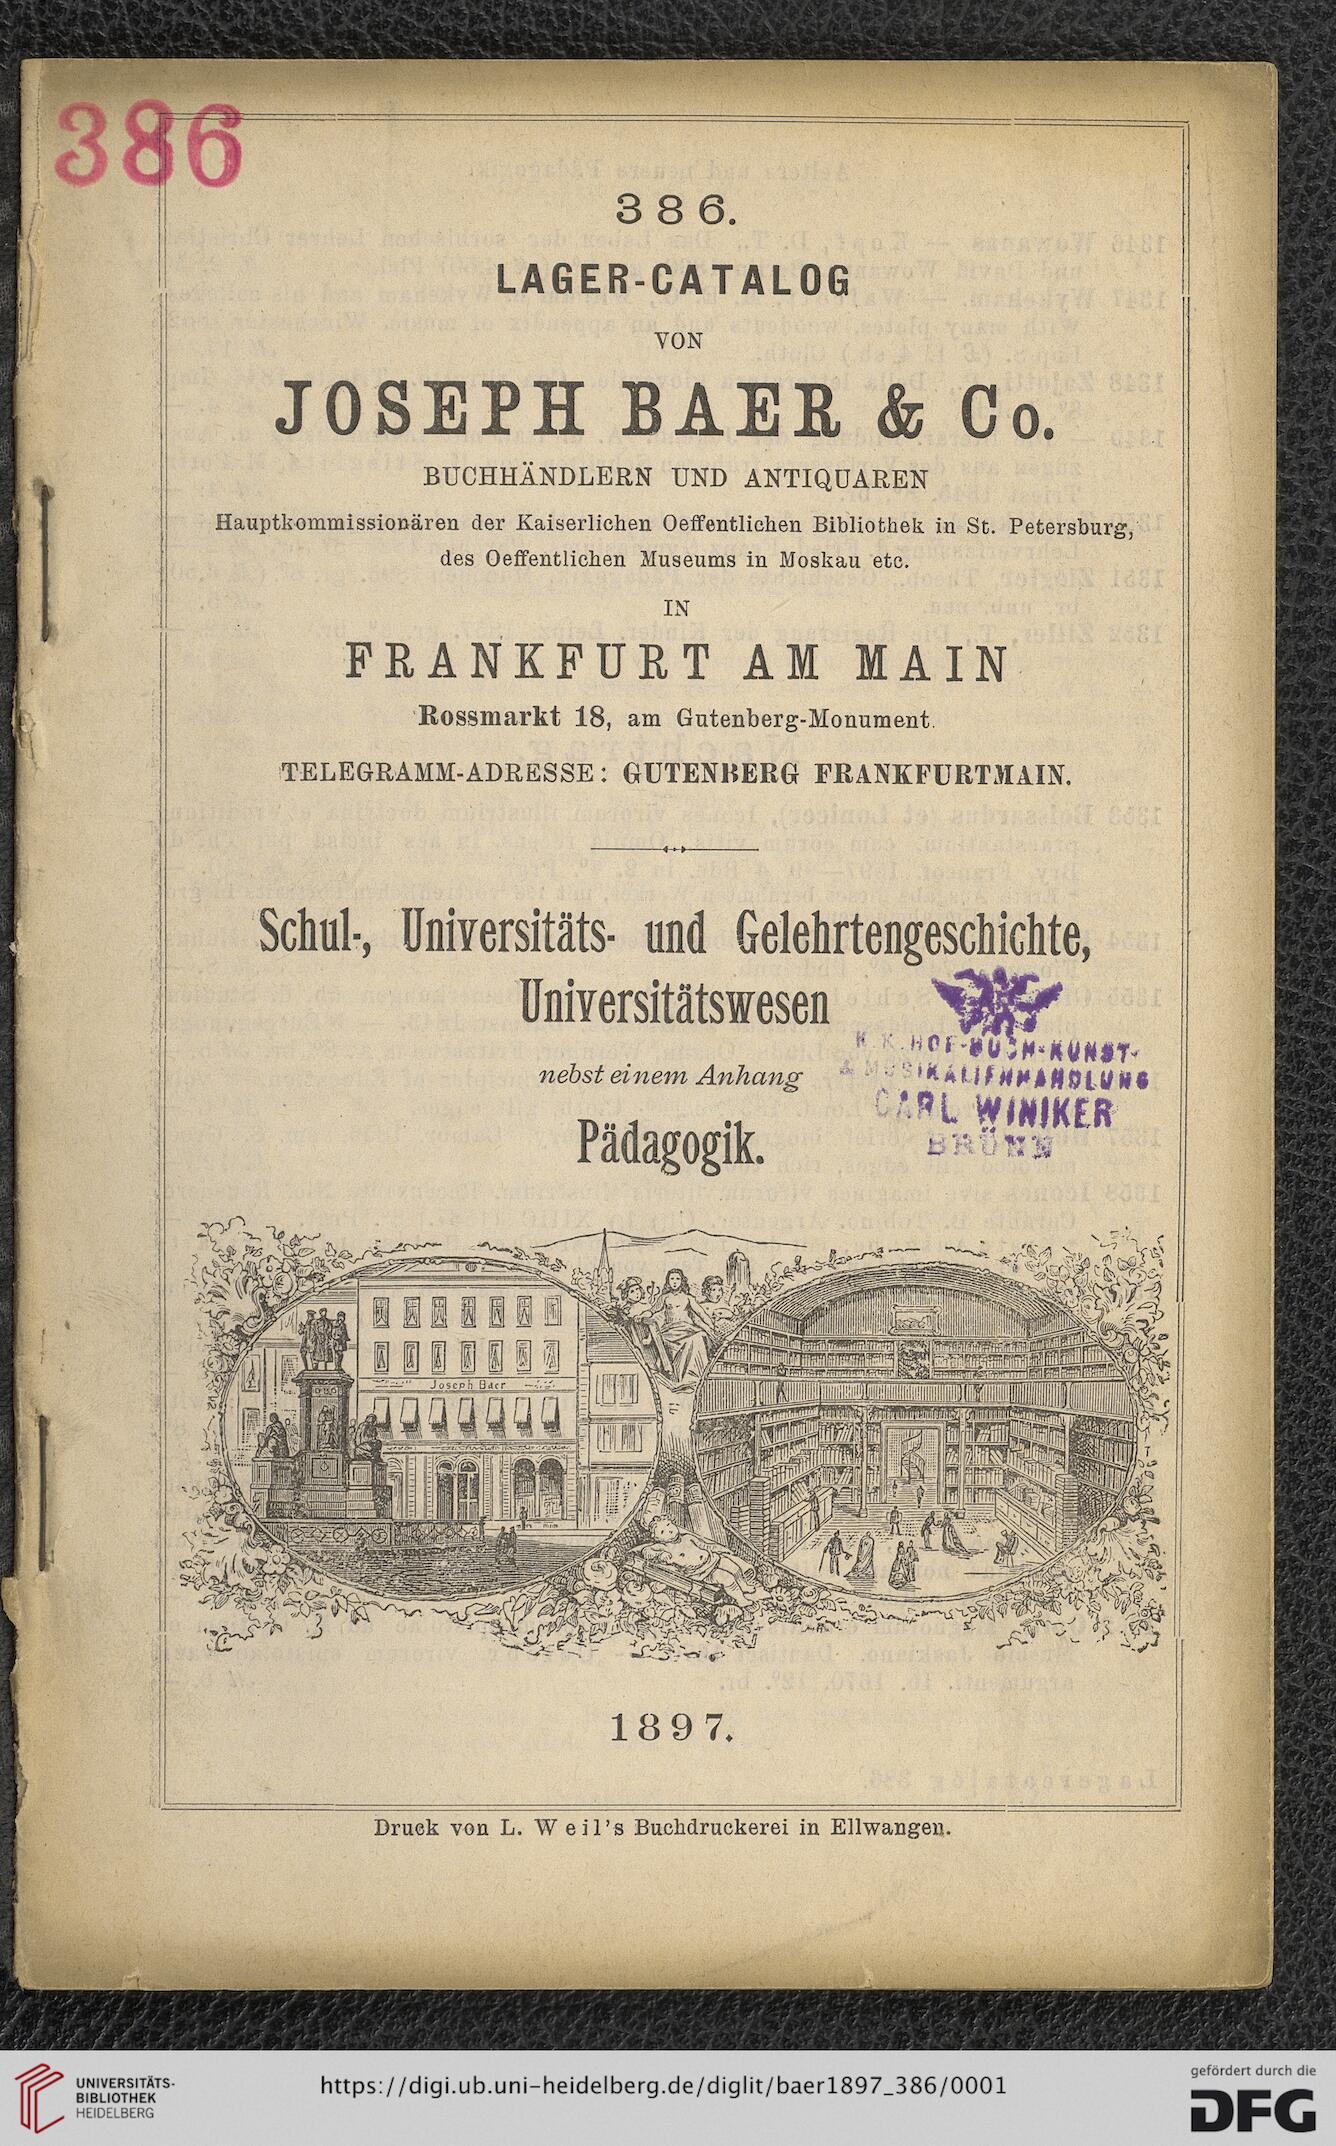 386
386.
LAGER-CATALOG
VON
JOSEPH BAER & Co.
BUCHHÄNDLERN UND ANTIQUAREN
Hauptkommissionären der Kaiserlichen Oeffentlichen Bibliothek in St. Petersburg,
des Oeffentlichen Museums in Moskau etc.
IN
FRANKFURT AM MAIN
Rossmarkt 18, am Gutenberg-Monument.
TELEGRAMM-ADRESSE: GUTENBERG FRANKFURTMAIN.
Schul-, Universitäts- und Gelehrtengeschichte,
Universitätswesen
nebst einem Anhang
Pädagogik.
K. K. HOF-BUCH-KUNST-
& MUSIKALIENHANDLUNG
CARL WINIKER
BRÜNN
Joseph Baer
1897.
Druck von L. Weil's Buchdruckerei in Ellwangen.
UNIVERSITÄTS-
BIBLIOTHEK
HEIDELBERG
https://digi.ub.uni-heidelberg.de/diglit/baer1897_386/0001
gefördert durch die
DFG